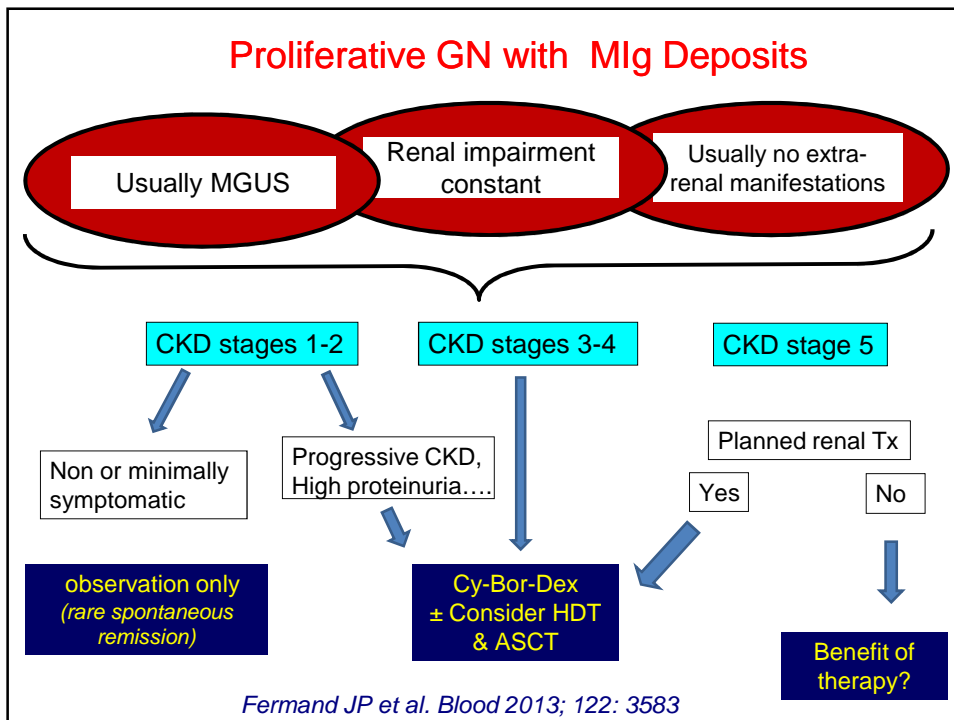 Proliferative GN with MIg Deposits
Usually MGUS
Renal impairment
constant
Usually no extra-
renal manifestations
CKD stages 1-2
CKD stages 3-4
CKD stage 5
Non or minimally
symptomatic
Progressive CKD,
High proteinuria....
Planned renal Tx
Yes
No
observation only
(rare spontaneous
remission)
Cy-Bor-Dex
± Consider HDT
& ASCT
Benefit of
therapy?
Fermand JP et al. Blood 2013; 122: 3583